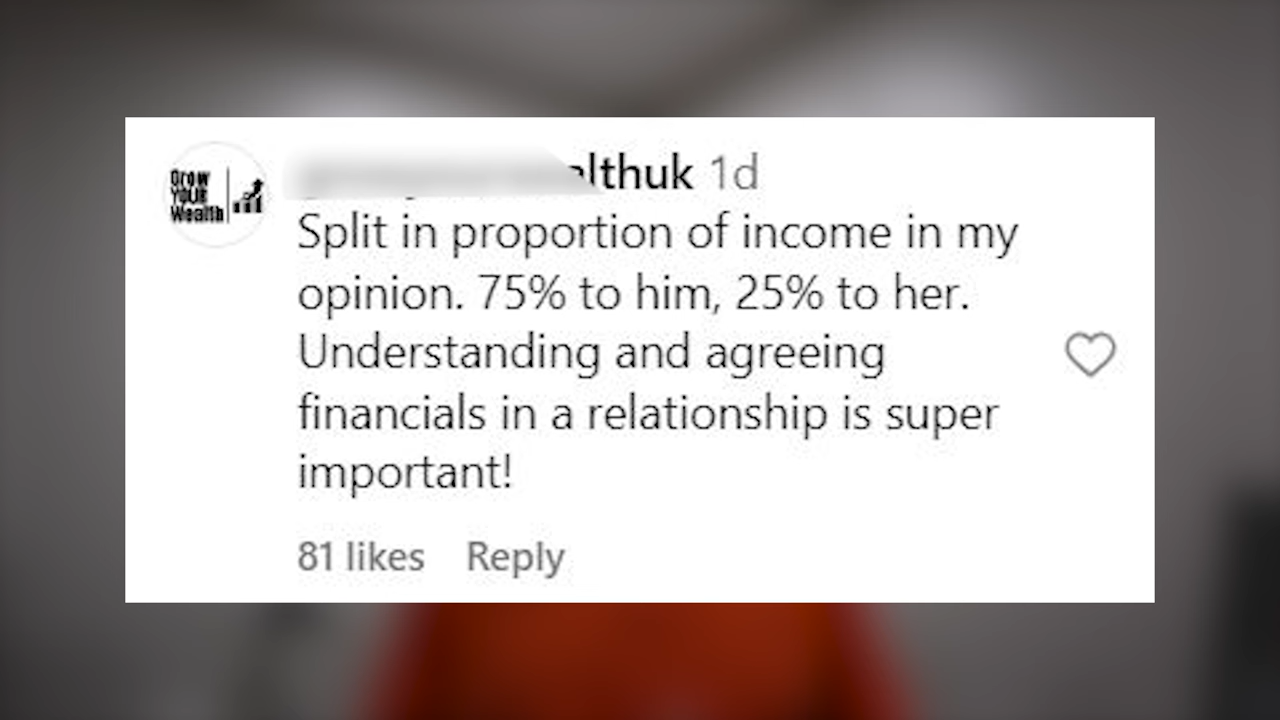 Grow
YOUR
Wealth
althuk 1d
Split in proportion of income in my
opinion. 75% to him, 25% to her.
Understanding and agreeing
financials in a relationship is super
important!
81 likes Reply